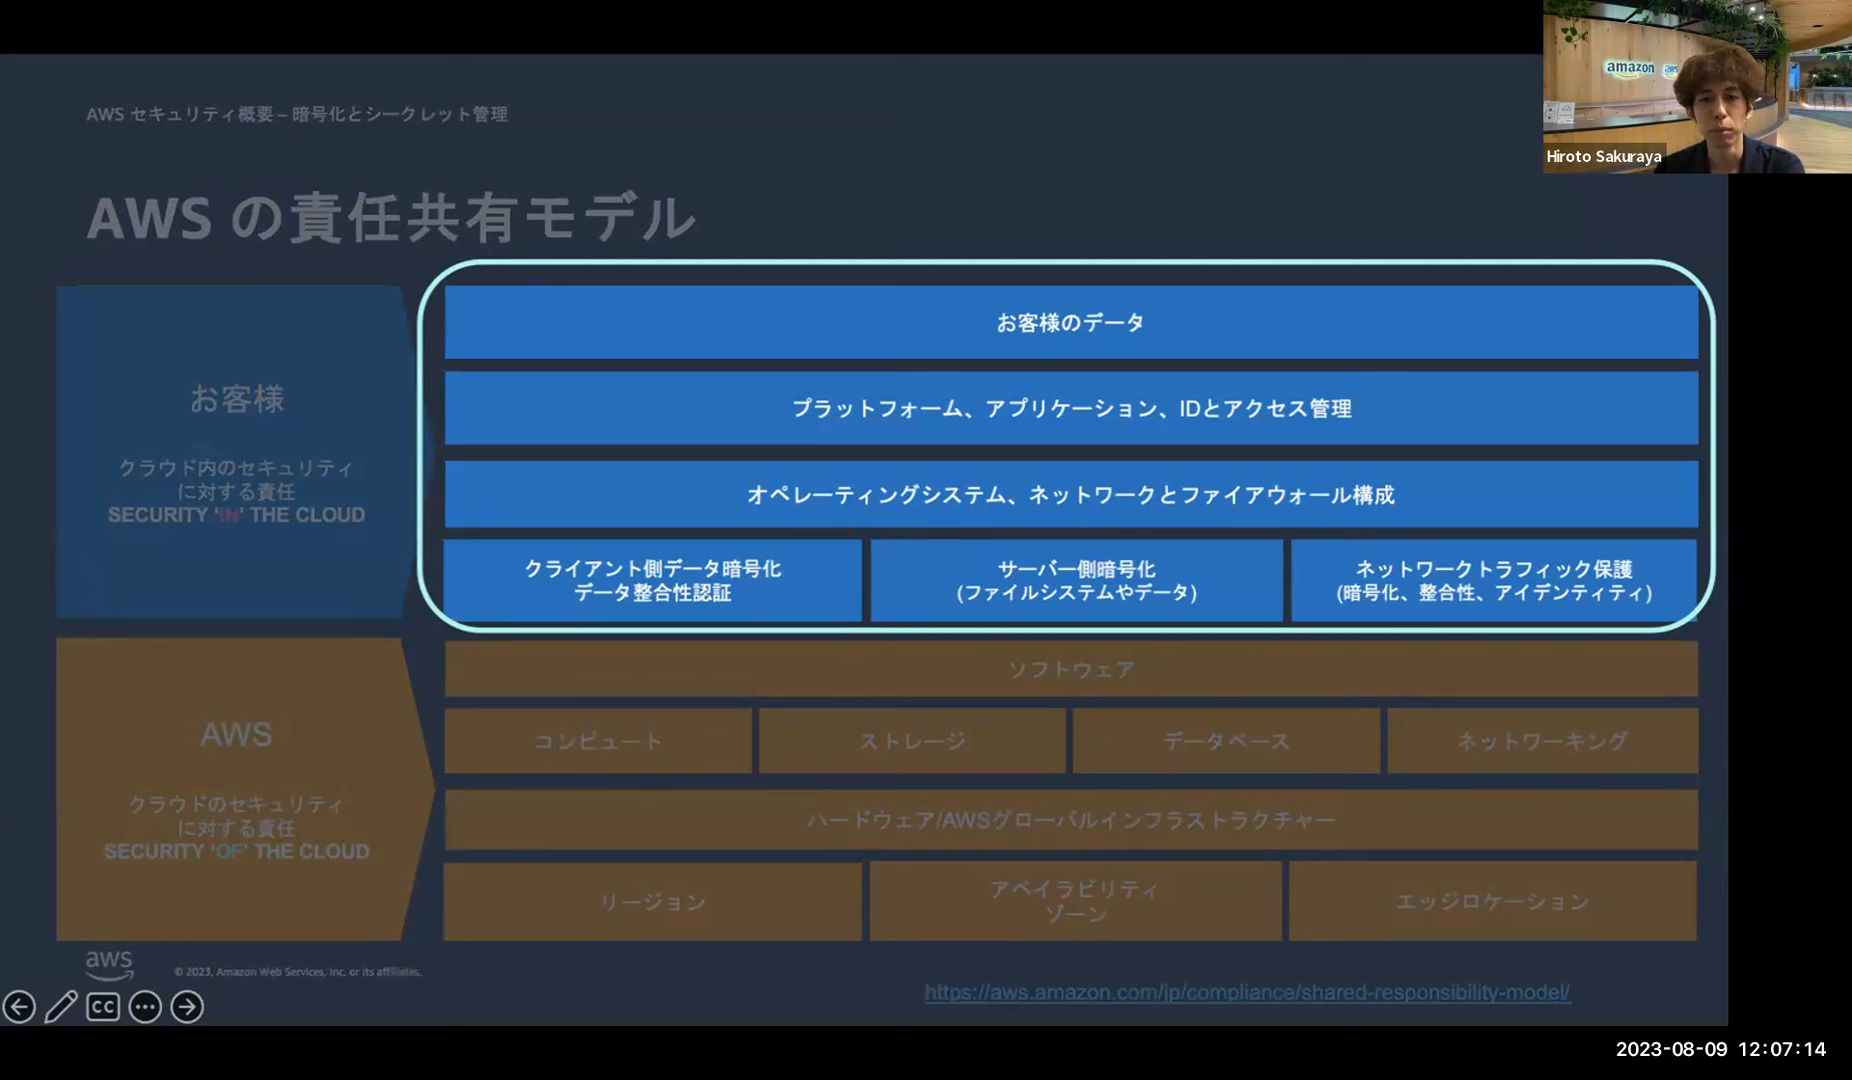 amazon
aws
Hiroto Sakuraya
AWS セキュリティ概要 – 暗号化とシークレット管理
AWS の責任共有モデル
お客様
クラウド内のセキュリティ
に対する責任
SECURITY ‘IN’ THE CLOUD
お客様のデータ
プラットフォーム、アプリケーション、IDとアクセス管理
オペレーティングシステム、ネットワークとファイアウォール構成
クライアント側データ暗号化
データ整合性認証
サーバー側暗号化
(ファイルシステムやデータ)
ネットワークトラフィック保護
(暗号化、整合性、アイデンティティ)
AWS
クラウドのセキュリティ
に対する責任
SECURITY ‘OF’ THE CLOUD
ソフトウェア
コンピュート
ストレージ
データベース
ネットワーキング
ハードウェア/AWSグローバルインフラストラクチャー
リージョン
アベイラビリティ
ゾーン
エッジロケーション
aws
© 2023, Amazon Web Services, Inc. or its affiliates.
https://aws.amazon.com/jp/compliance/shared-responsibility-model/
CC
2023-08-09 12:07:14